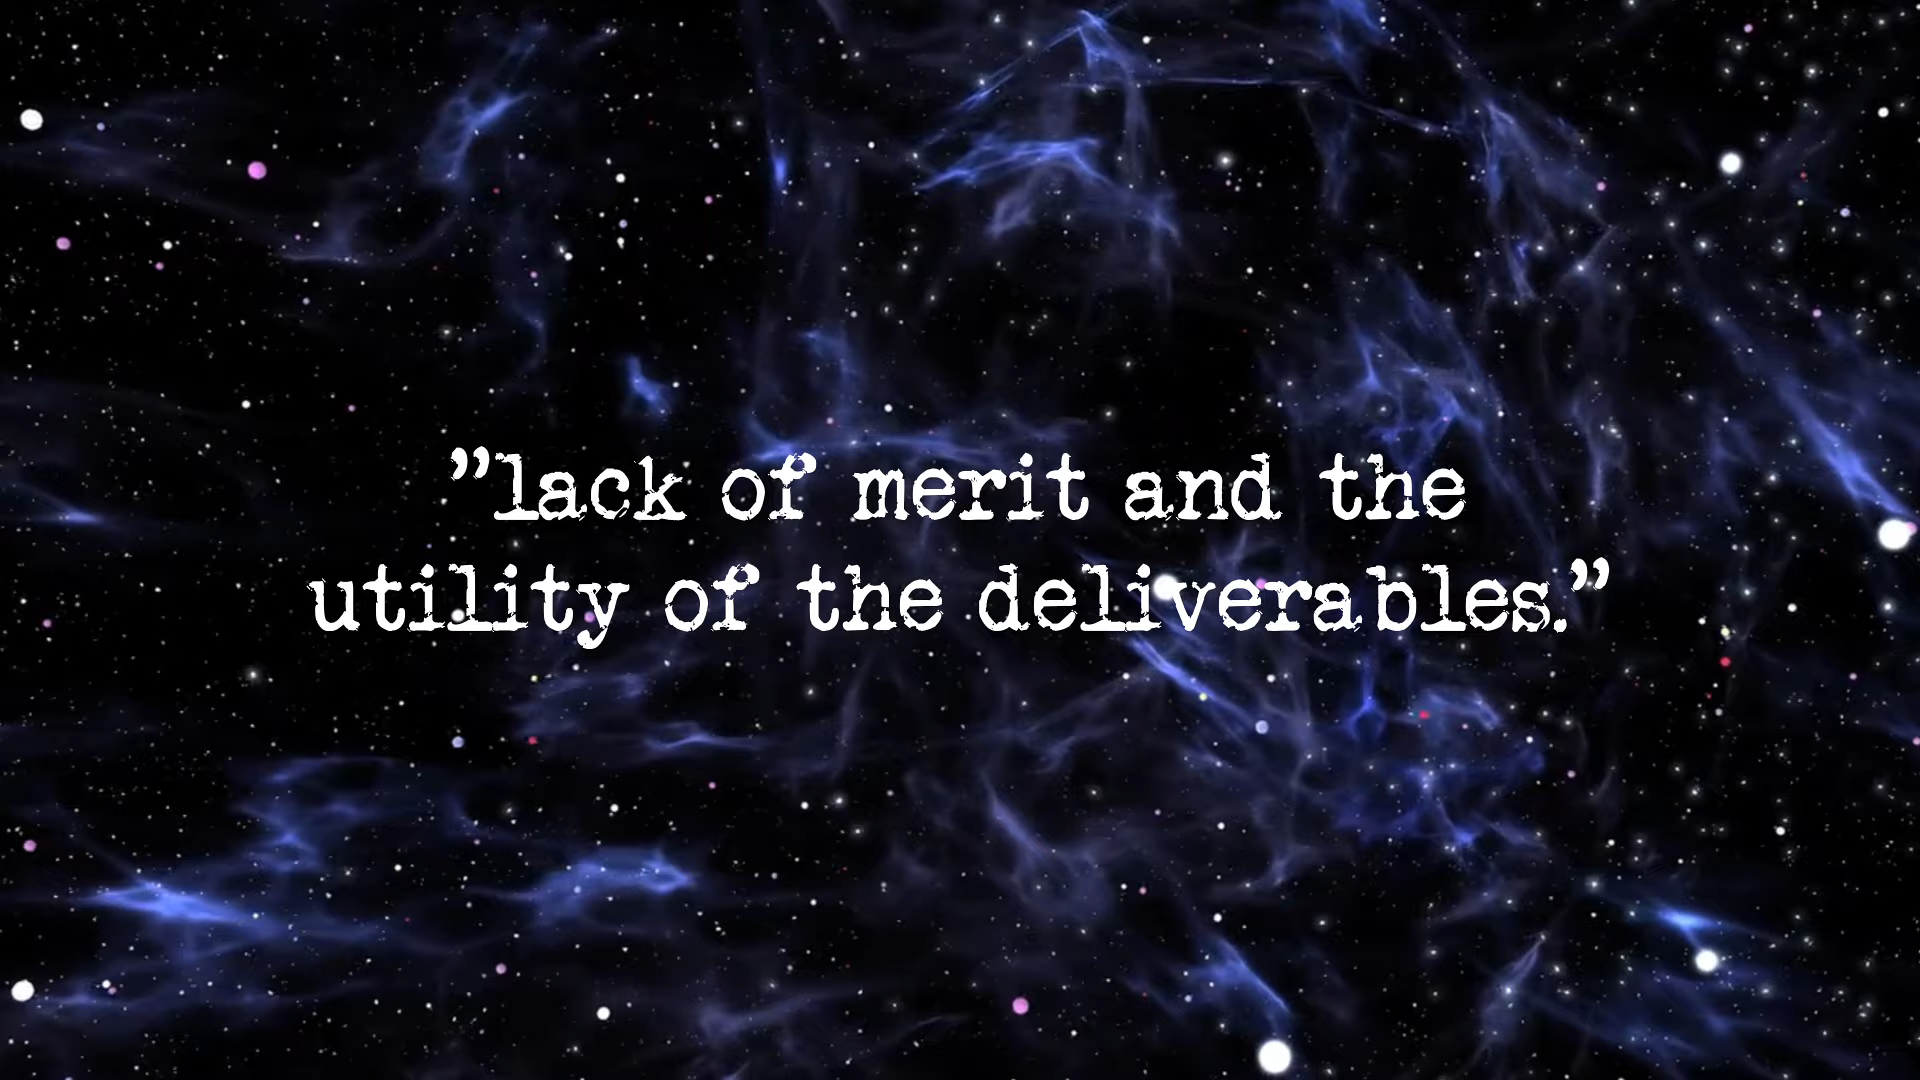 ”lack of merit and the
utility of the deliverables.”